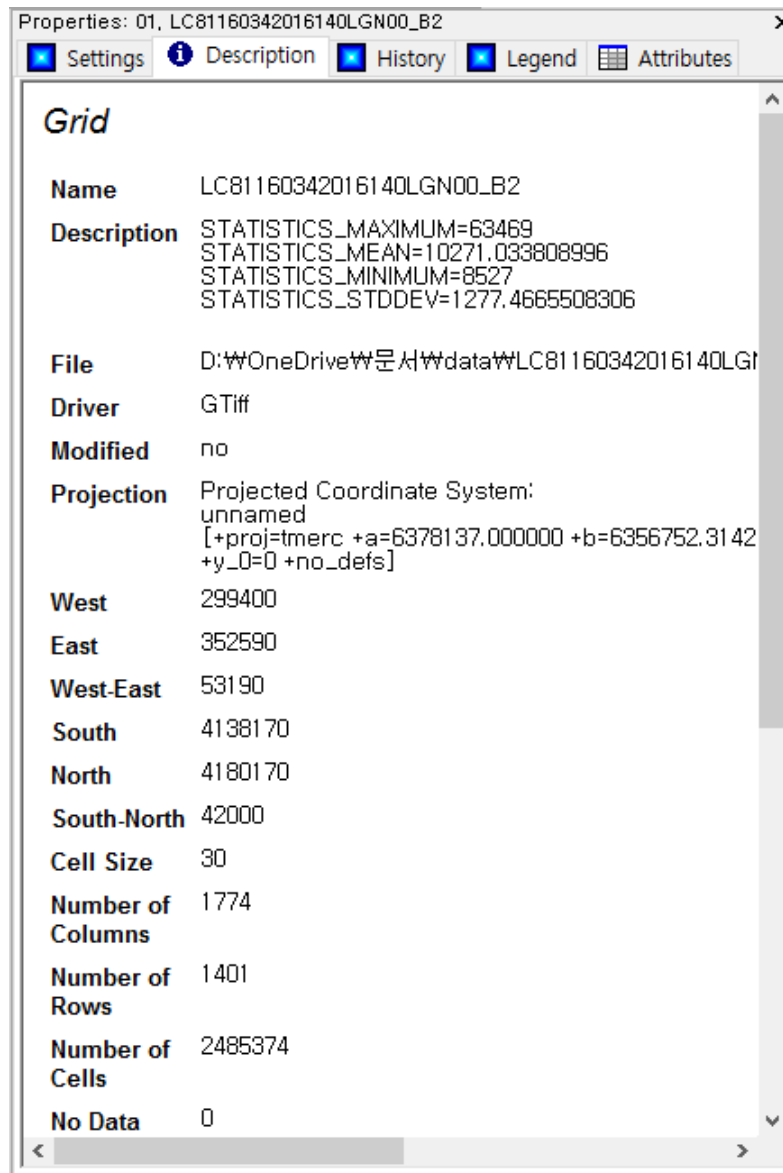 Properties: 01, LC81160342016140LGN00_B2
Settings Description History Legend Attributes
Grid
Name LC81160342016140LGN00_B2
Description STATISTICS_MAXIMUM=63469
STATISTICS_MEAN=10271.033808996
STATISTICS_MINIMUM=8527
STATISTICS_STDDEV=1277.4665508306
File D:₩OneDrive₩문서₩data₩LC81160342016140LG
Driver GTiff
Modified no
Projection Projected Coordinate System:
unnamed
[+proj=tmerc +a=6378137.000000 +b=6356752.3142
+y_0=0 +no_defs]
West 299400
East 352590
West-East 53190
South 4138170
North 4180170
South-North 42000
Cell Size 30
Number of 1774
Columns
Number of 1401
Rows
Number of 2485374
Cells
No Data 0